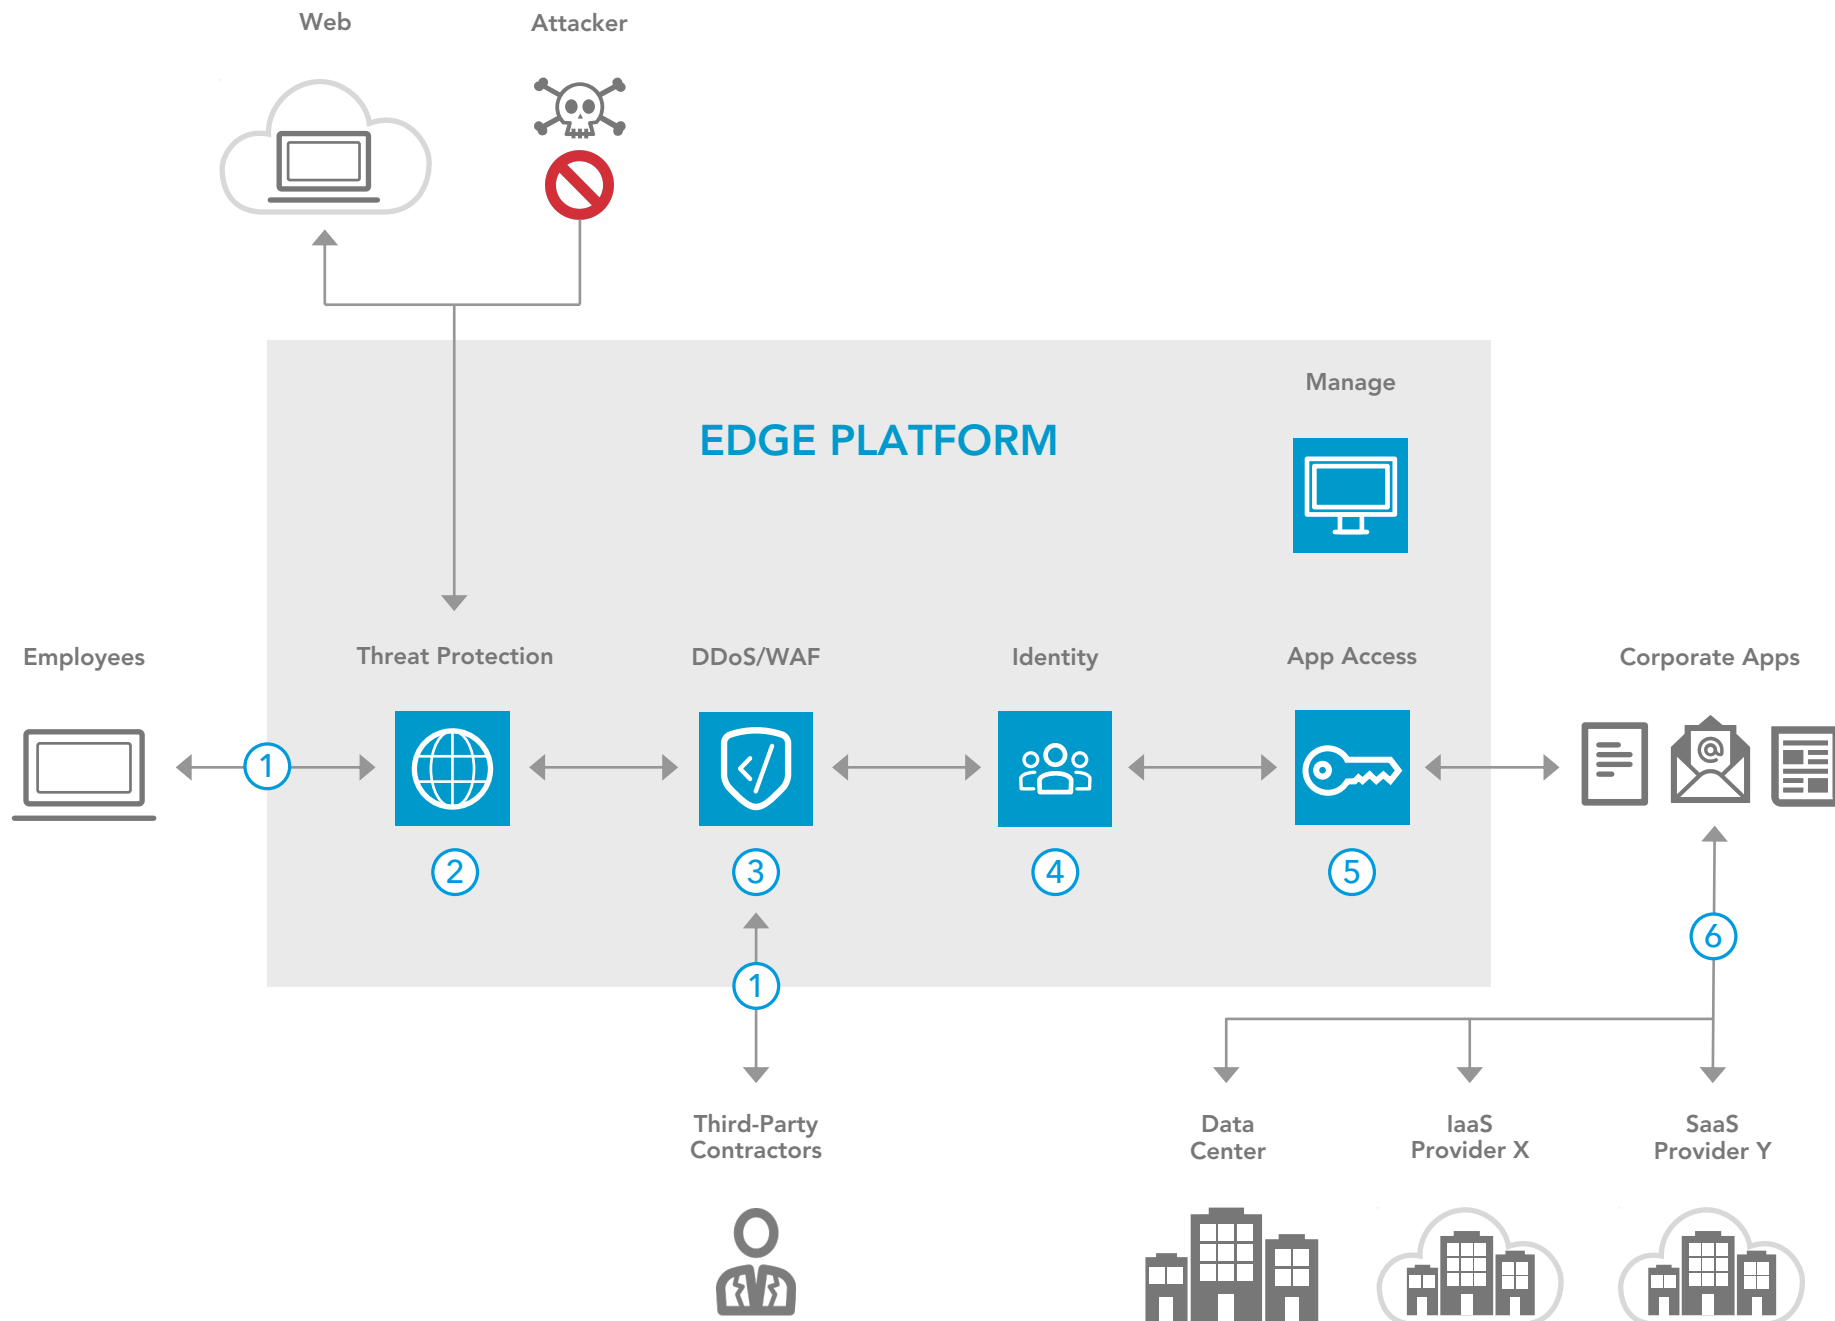 Web
Attacker
Manage
EDGE PLATFORM
Employees
Threat Protection
DDoS/WAF
Identity
App Access
Corporate Apps
@
1
2
3
4
5
6
1
Third-Party
Contractors
Data
Center
IaaS
Provider X
SaaS
Provider Y